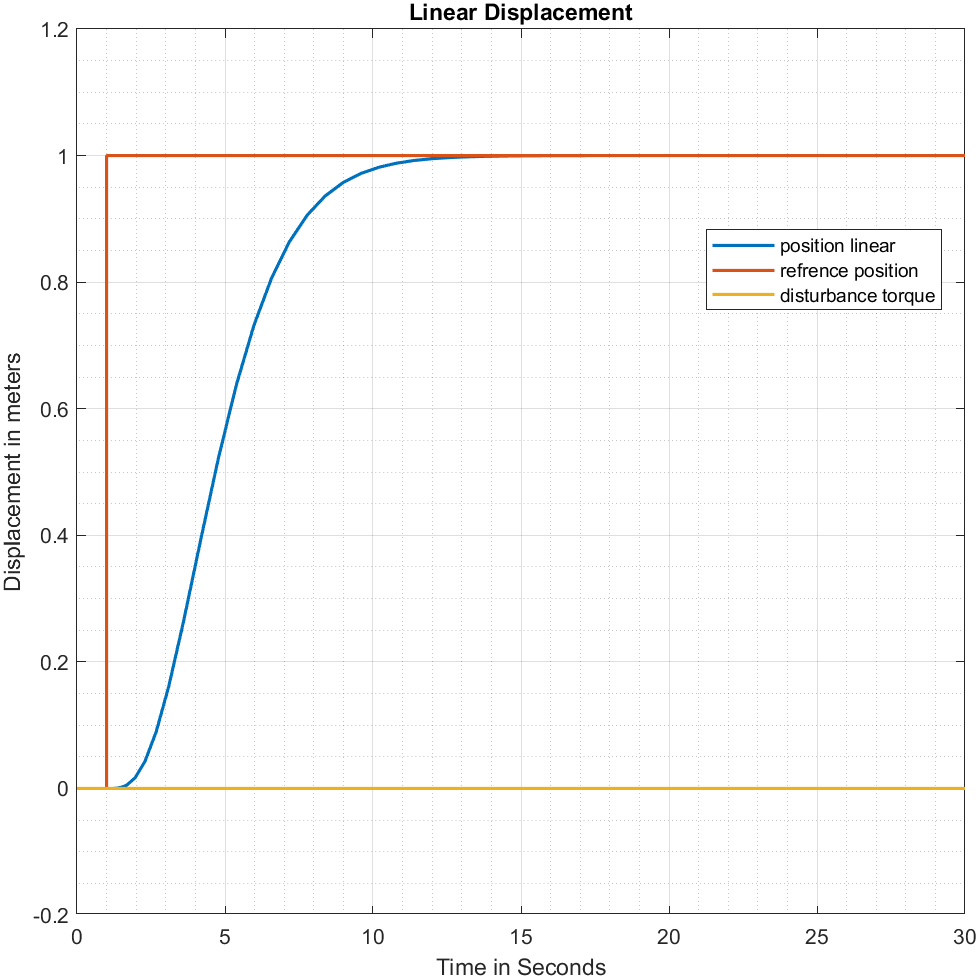 Linear Displacement
1.2
1
0.8
0.6
0.4
0.2
0
-0.2
Displacement in meters
position linear
refrence position
disturbance torque
0 5 10 15 20 25 30
Time in Seconds